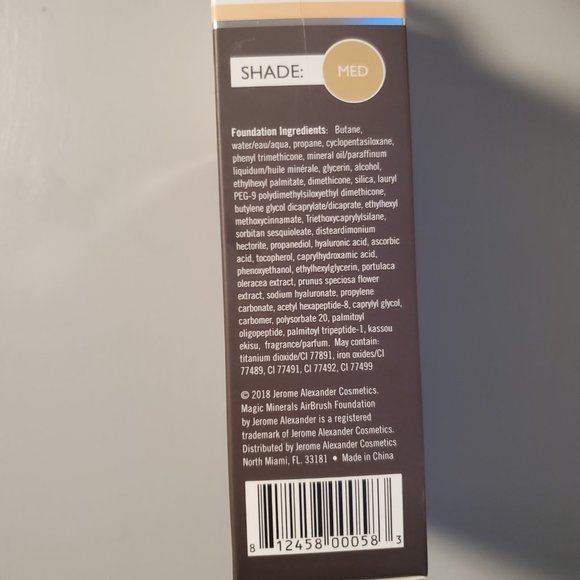 SHADE: MED
Foundation Ingredients: Butane,
water/eau/aqua, propane, cyclopentasiloxane,
phenyl trimethicone, mineral oil/paraffinum
liquidum/huile minérale, glycerin, alcohol,
ethylhexyl palmitate, dimethicone, silica, lauryl
PEG-9 polydimethylsiloxyethyl dimethicone,
butylene glycol dicaprylate/dicaprate, ethylhexyl
methoxycinnamate, Triethoxycaprylylsilane,
sorbitan sesquioleate, disteardimonium
hectorite, propanediol, hyaluronic acid, ascorbic
acid, tocopherol, caprylhydroxamic acid,
phenoxyethanol, ethylhexylglycerin, portulaca
oleracea extract, prunus speciosa flower
extract, sodium hyaluronate, propylene
carbonate, acetyl hexapeptide-8, caprylyl glycol,
carbomer, polysorbate 20, palmitoyl
oligopeptide, palmitoyl tripeptide-1, kassou
ekisu, fragrance/parfum. May contain:
titanium dioxide/CI 77891, iron oxides/CI
77489, CI 77491, CI 77492, CI 77499
© 2018 Jerome Alexander Cosmetics.
Magic Minerals AirBrush Foundation
by Jerome Alexander is a registered
trademark of Jerome Alexander Cosmetics.
Distributed by Jerome Alexander Cosmetics
North Miami, FL. 33181 • Made in China
8 12458 00058 3